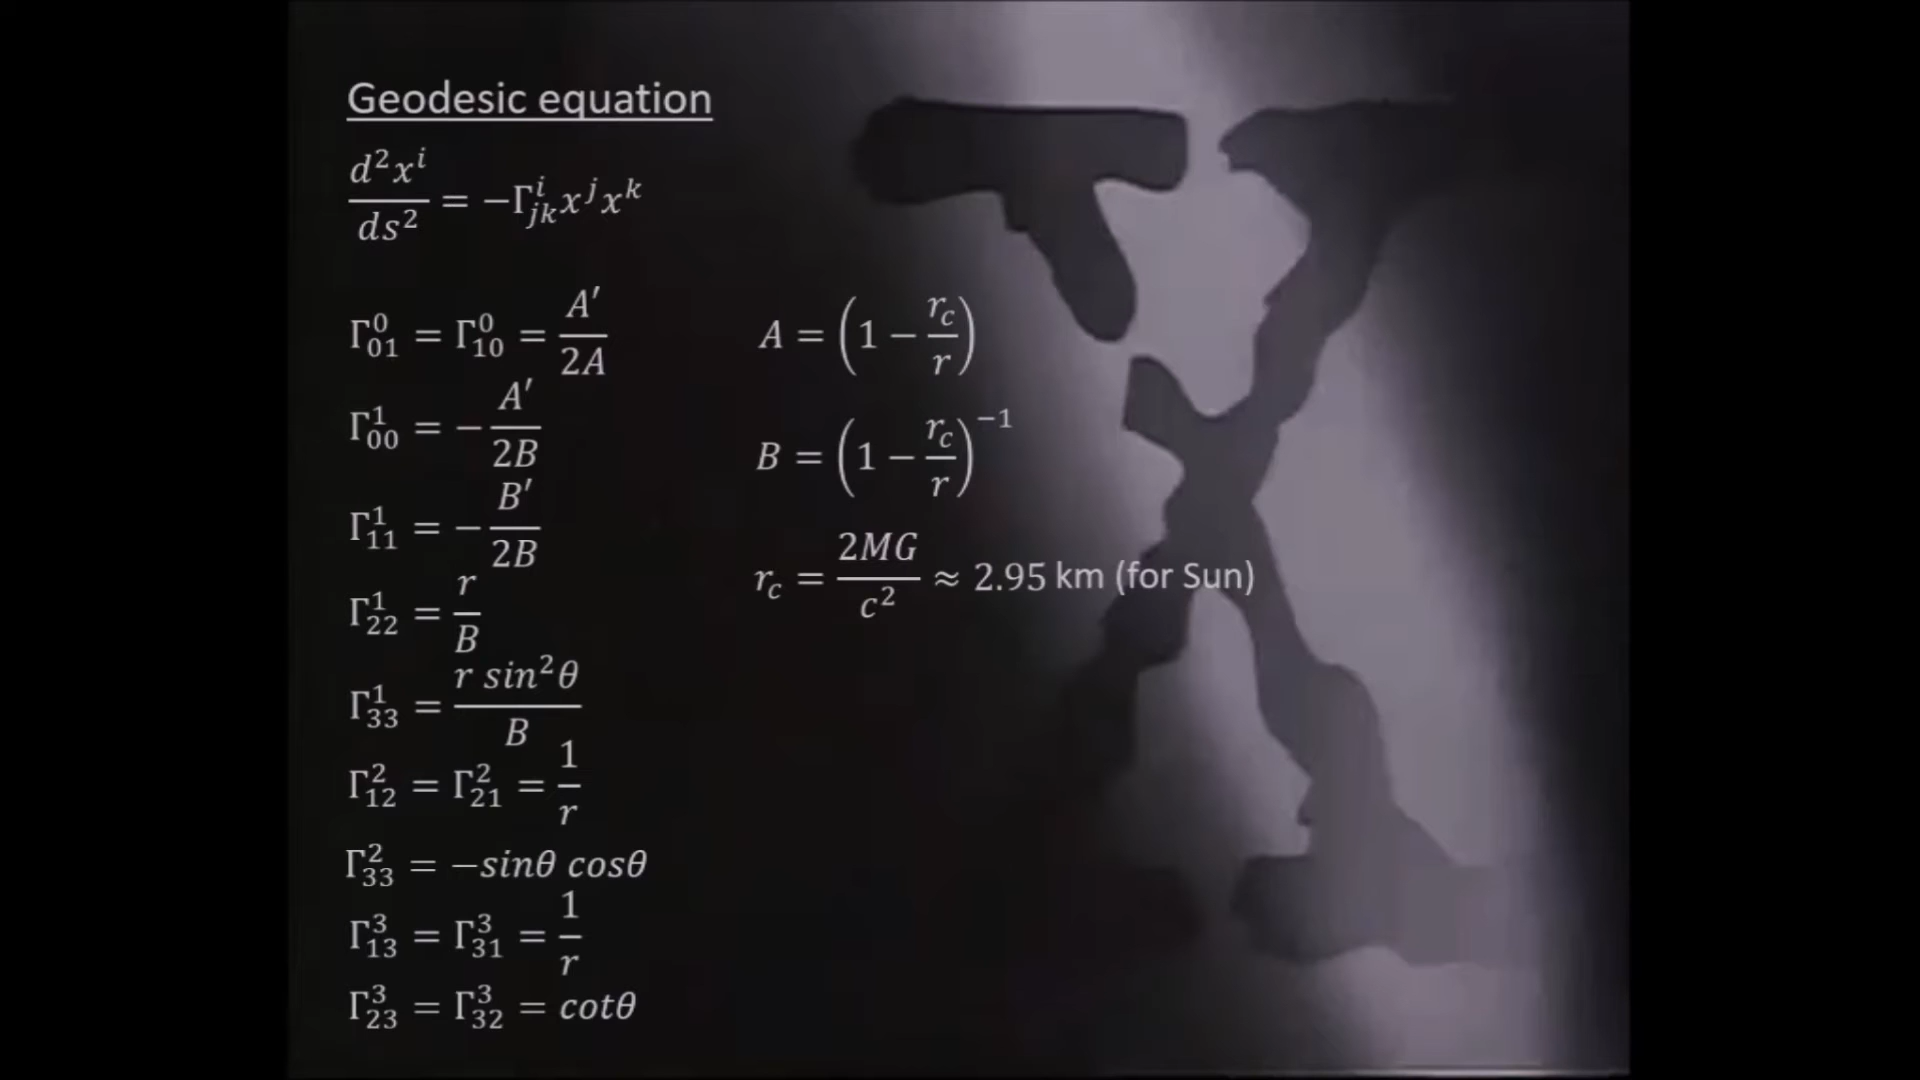 Geodesic equation
d²xⁱ/ds² = −Γⁱⱼₖxʲxᵏ
Γ⁰₀₁ = Γ⁰₁₀ = A′/2A
A = (1 − r_c/r)
Γ¹₀₀ = −A′/2B
B = (1 − r_c/r)⁻¹
Γ¹₁₁ = −B′/2B
r_c = 2MG/c² ≈ 2.95 km (for Sun)
Γ¹₂₂ = r/B
Γ¹₃₃ = r sin²θ/B
Γ²₁₂ = Γ²₂₁ = 1/r
Γ²₃₃ = −sinθ cosθ
Γ³₁₃ = Γ³₃₁ = 1/r
Γ³₂₃ = Γ³₃₂ = cotθ